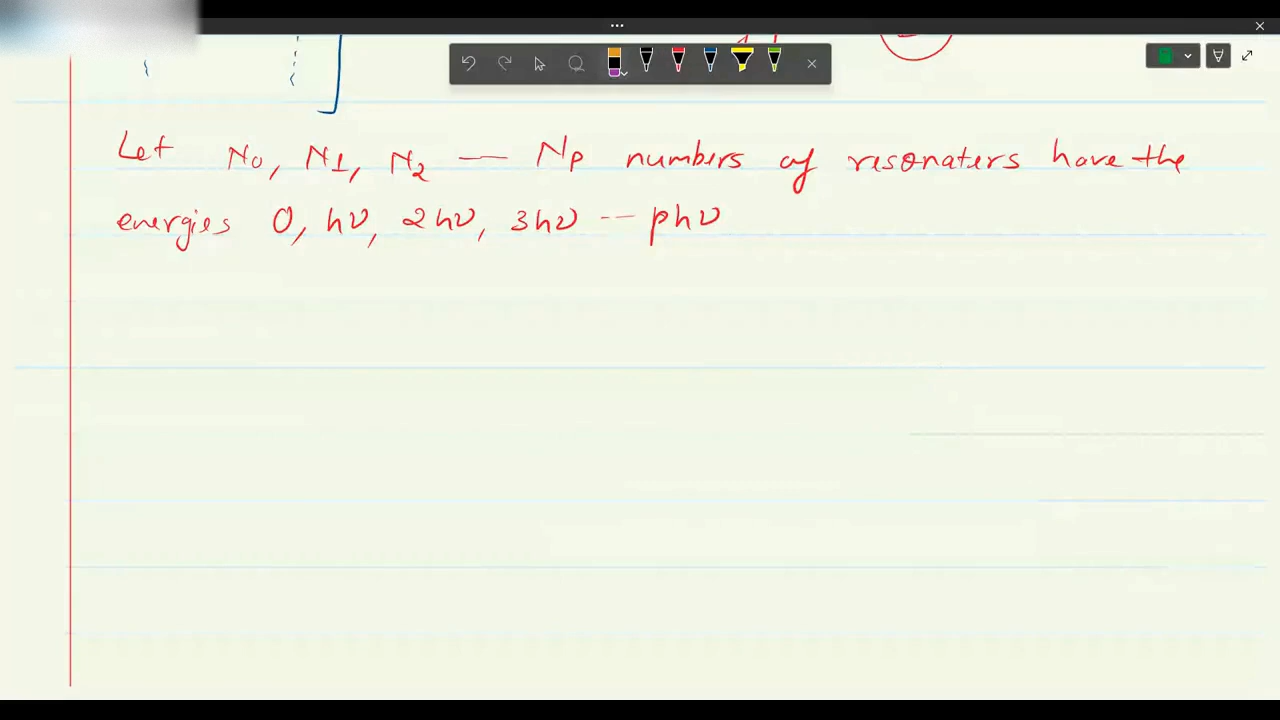 Let N0, N1, N2 — Np numbers of resonaters have the
energies 0, hν, 2hν, 3hν -- phν